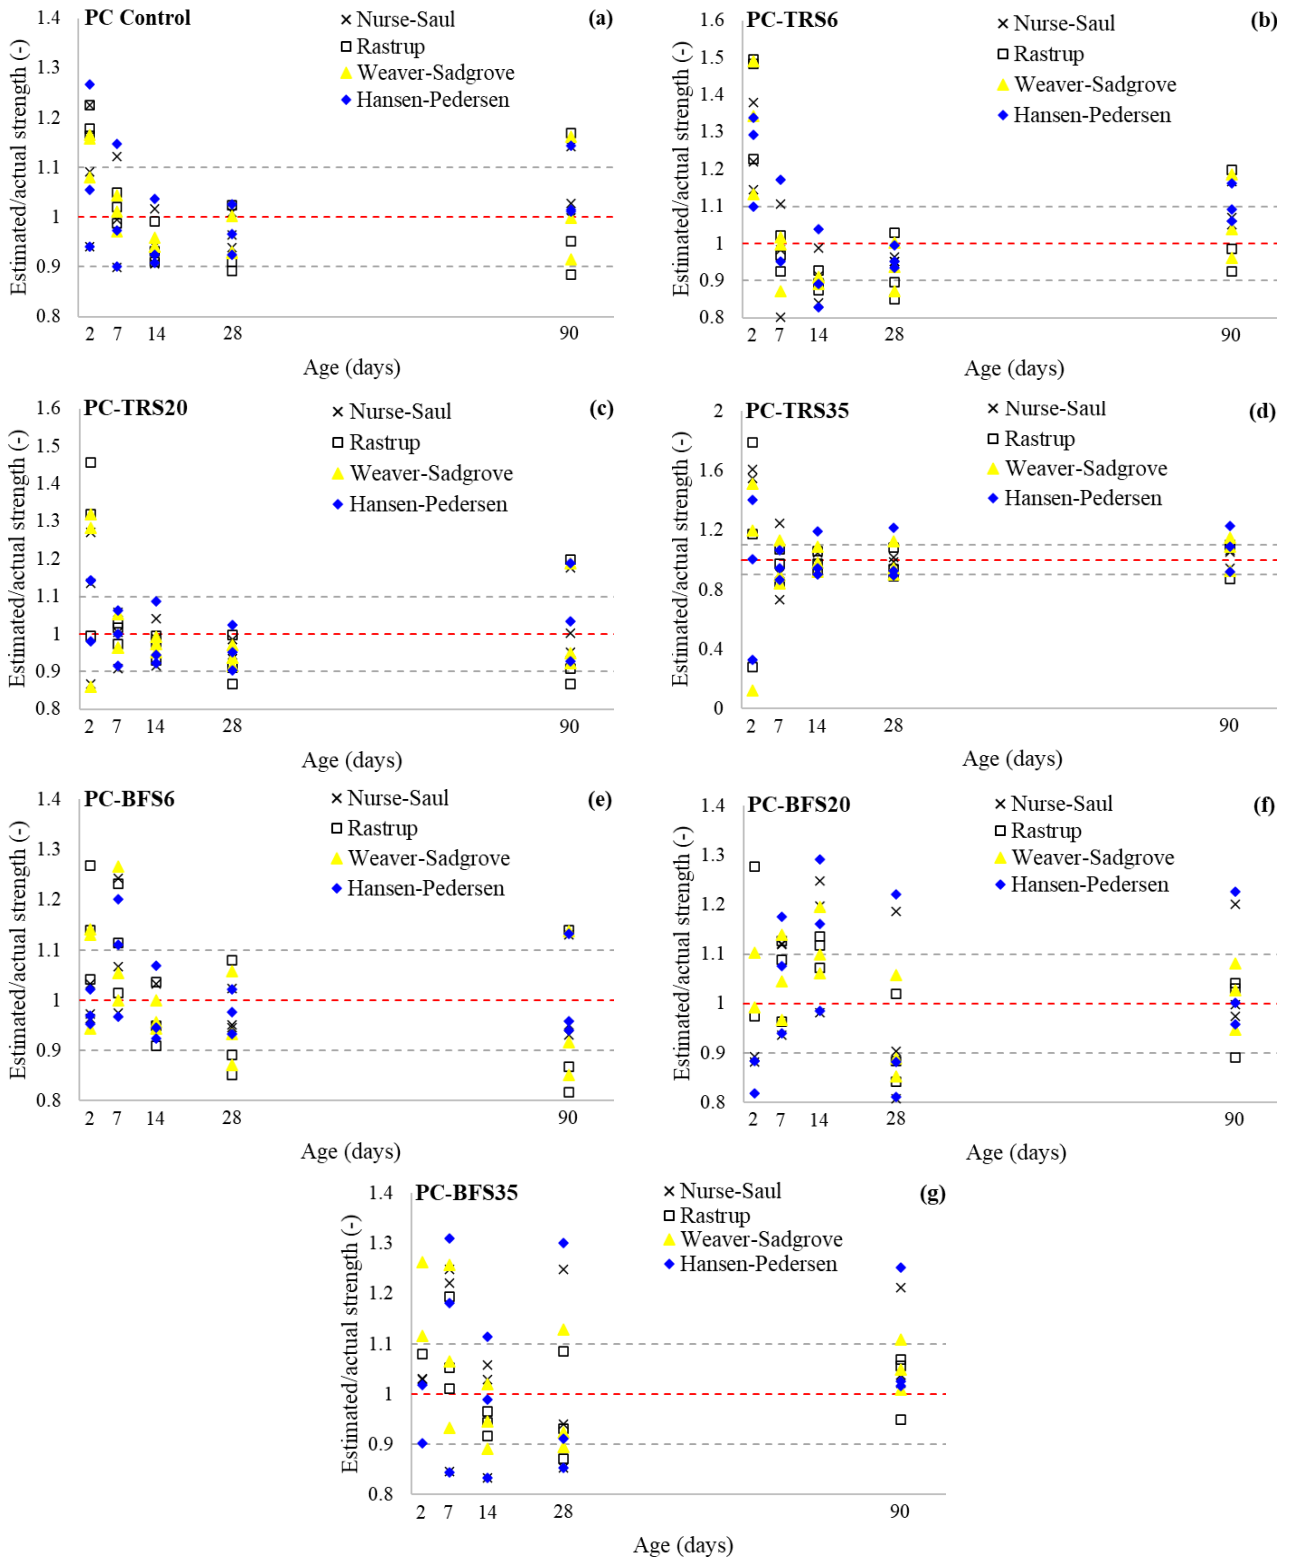 PC Control
(a)
Nurse-Saul
Rastrup
Weaver-Sadgrove
Hansen-Pedersen
Estimated/actual strength (-)
1.4
1.3
1.2
1.1
1
0.9
0.8
2 7 14 28 90
Age (days)
PC-TRS6
(b)
Nurse-Saul
Rastrup
Weaver-Sadgrove
Hansen-Pedersen
Estimated/actual strength (-)
1.6
1.5
1.4
1.3
1.2
1.1
1
0.9
0.8
2 7 14 28 90
Age (days)
PC-TRS20
(c)
Nurse-Saul
Rastrup
Weaver-Sadgrove
Hansen-Pedersen
Estimated/actual strength (-)
1.6
1.5
1.4
1.3
1.2
1.1
1
0.9
0.8
2 7 14 28 90
Age (days)
PC-TRS35
(d)
Nurse-Saul
Rastrup
Weaver-Sadgrove
Hansen-Pedersen
Estimated/actual strength (-)
2
1.6
1.2
0.8
0.4
0
2 7 14 28 90
Age (days)
PC-BFS6
(e)
Nurse-Saul
Rastrup
Weaver-Sadgrove
Hansen-Pedersen
Estimated/actual strength (-)
1.4
1.3
1.2
1.1
1
0.9
0.8
2 7 14 28 90
Age (days)
PC-BFS20
(f)
Nurse-Saul
Rastrup
Weaver-Sadgrove
Hansen-Pedersen
Estimated/actual strength (-)
1.4
1.3
1.2
1.1
1
0.9
0.8
2 7 14 28 90
Age (days)
PC-BFS35
(g)
Nurse-Saul
Rastrup
Weaver-Sadgrove
Hansen-Pedersen
Estimated/actual strength (-)
1.4
1.3
1.2
1.1
1
0.9
0.8
2 7 14 28 90
Age (days)